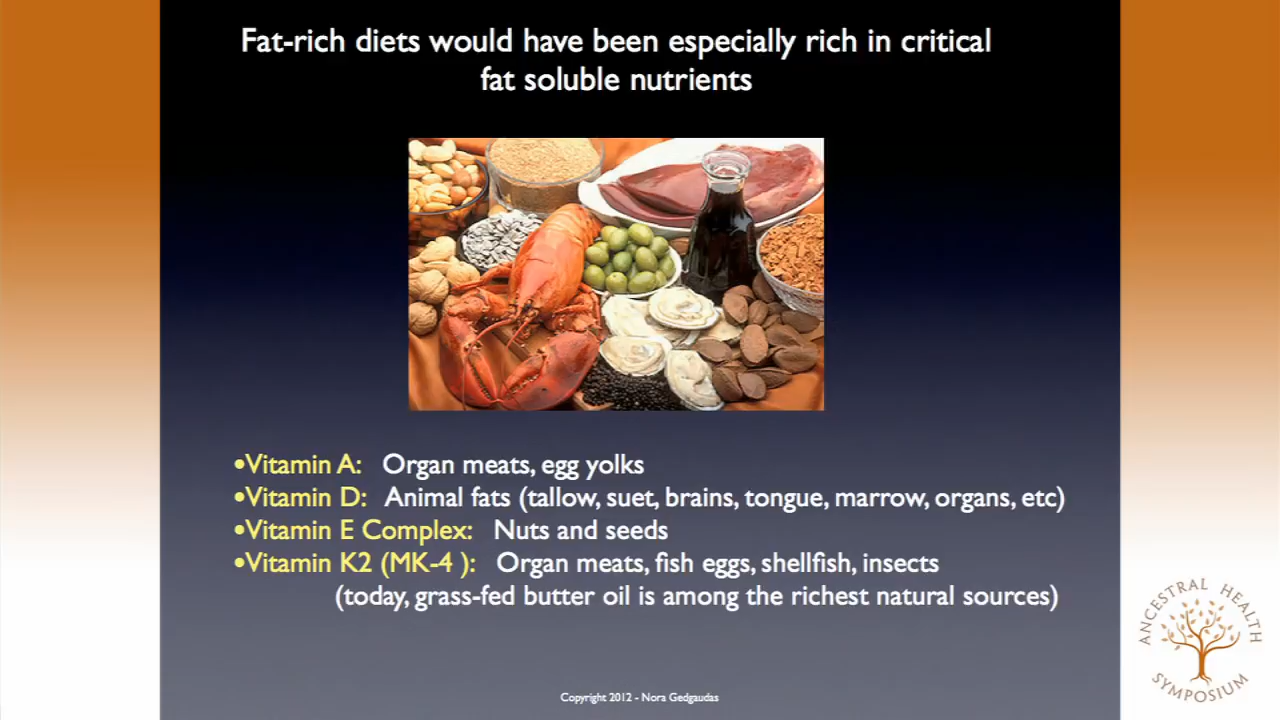 Fat-rich diets would have been especially rich in critical
fat soluble nutrients
•Vitamin A: Organ meats, egg yolks
•Vitamin D: Animal fats (tallow, suet, brains, tongue, marrow, organs, etc)
•Vitamin E Complex: Nuts and seeds
•Vitamin K2 (MK-4 ): Organ meats, fish eggs, shellfish, insects
(today, grass-fed butter oil is among the richest natural sources)
ANCESTRAL HEALTH
SYMPOSIUM
Copyright 2012 - Nora Gedgaudas